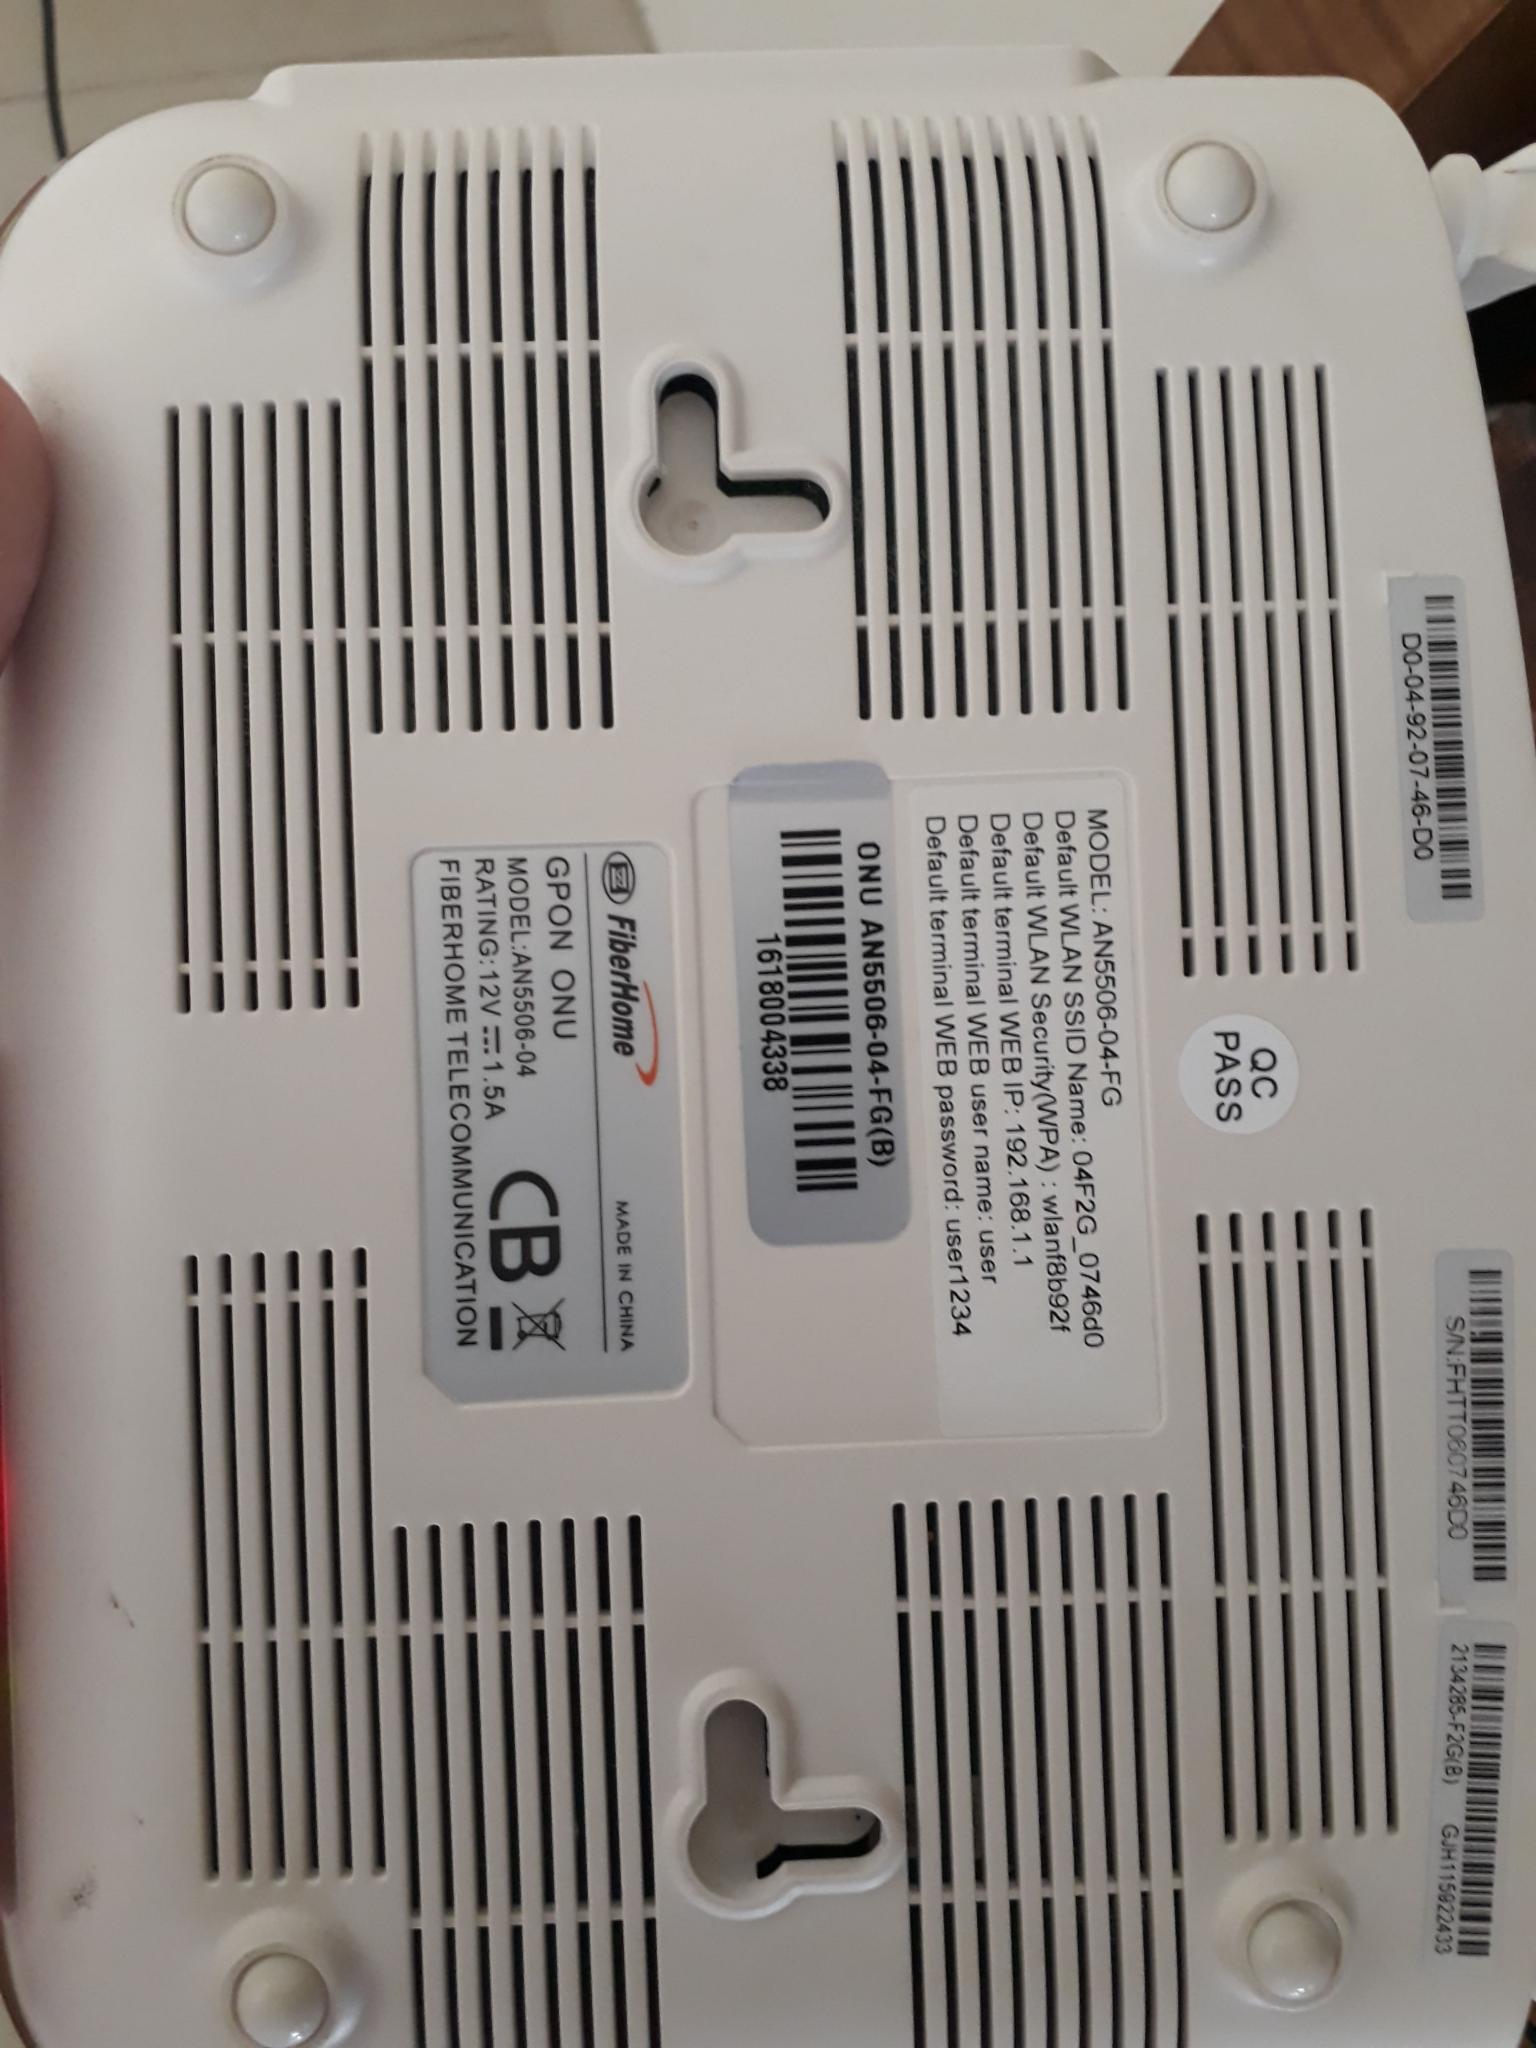 D0-04-92-07-46-D0
QC
PASS
S/N:FHTT060746D0
2134285-F2G(B) GJH115922433
MODEL: AN5506-04-FG
Default WLAN SSID Name: 04F2G_0746d0
Default WLAN Security(WPA) : wlanf8b92f
Default terminal WEB IP: 192.168.1.1
Default terminal WEB user name: user
Default terminal WEB password: user1234
ONU AN5506-04-FG(B)
1618004338
FiberHome
MADE IN CHINA
GPON ONU
MODEL:AN5506-04
RATING:12V⎓1.5A
CB
FIBERHOME TELECOMMUNICATION